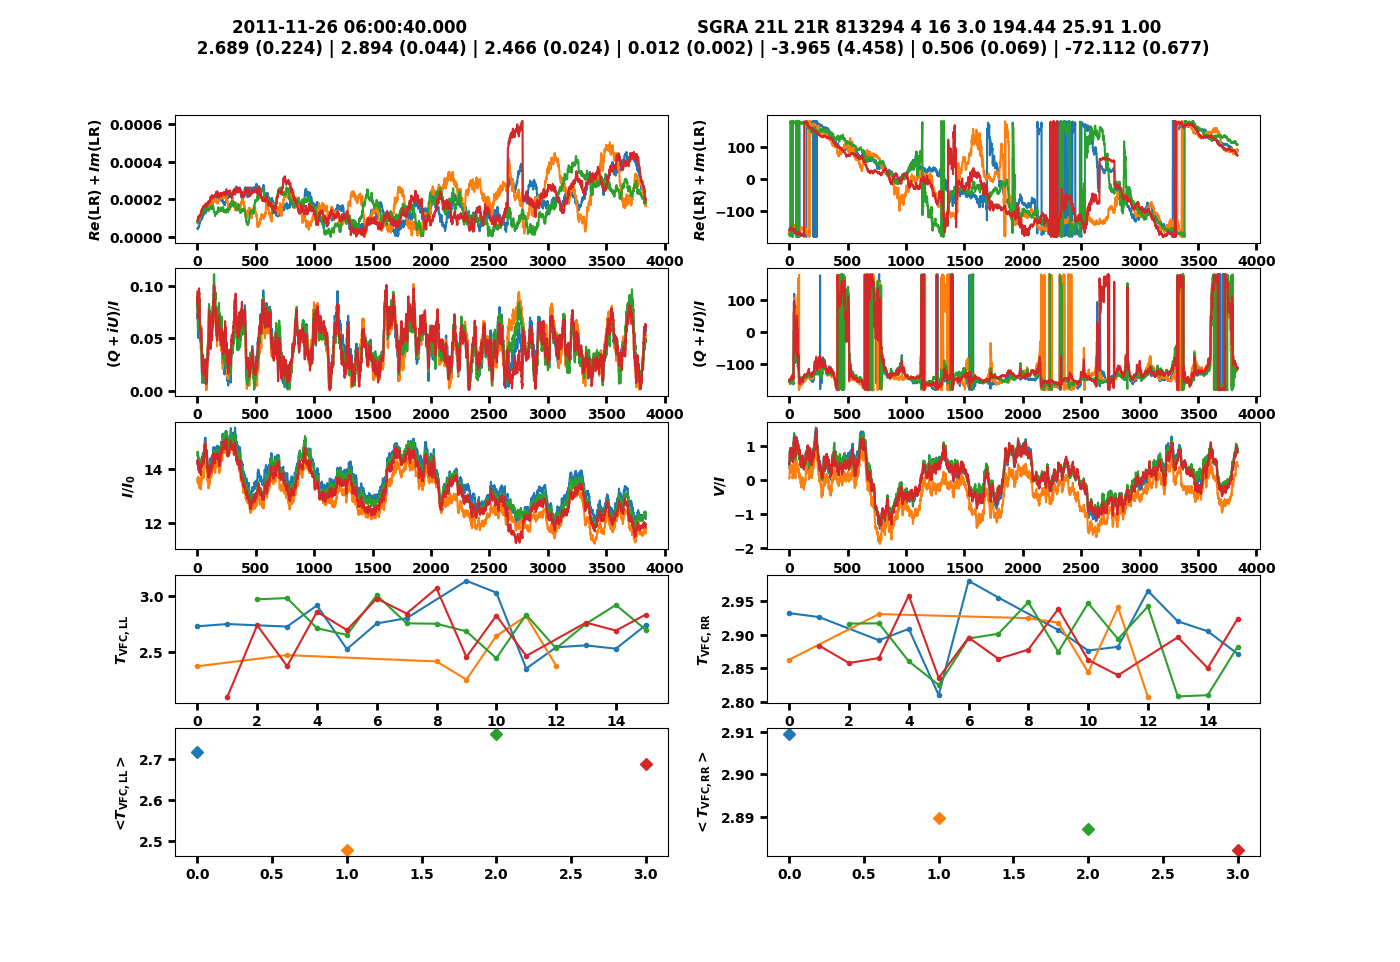 2011-11-26 06:00:40.000 SGRA 21L 21R 813294 4 16 3.0 194.44 25.91 1.00
2.689 (0.224) | 2.894 (0.044) | 2.466 (0.024) | 0.012 (0.002) | -3.965 (4.458) | 0.506 (0.069) | -72.112 (0.677)
Re(LR) + Im(LR)
0.0006
0.0004
0.0002
0.0000
0 500 1000 1500 2000 2500 3000 3500 4000
Re(LR) + Im(LR)
100
0
−100
0 500 1000 1500 2000 2500 3000 3500 4000
(Q + iU)/I
0.10
0.05
0.00
0 500 1000 1500 2000 2500 3000 3500 4000
(Q + iU)/I
100
0
−100
0 500 1000 1500 2000 2500 3000 3500 4000
I/I0
14
12
0 500 1000 1500 2000 2500 3000 3500 4000
V/I
1
0
−1
−2
0 500 1000 1500 2000 2500 3000 3500 4000
TVFC, LL
3.0
2.5
0 2 4 6 8 10 12 14
TVFC, RR
2.95
2.90
2.85
2.80
0 2 4 6 8 10 12 14
<TVFC, LL >
2.7
2.6
2.5
0.0 0.5 1.0 1.5 2.0 2.5 3.0
< TVFC, RR >
2.91
2.90
2.89
0.0 0.5 1.0 1.5 2.0 2.5 3.0